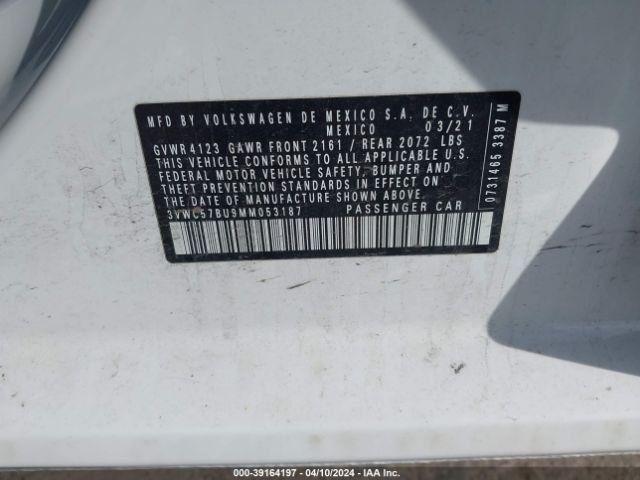 MFD BY VOLKSWAGEN DE MEXICO S.A. DE C.V.
MEXICO 03/21
GVWR 4123 GAWR FRONT 2161 / REAR 2072 LBS
THIS VEHICLE CONFORMS TO ALL APPLICABLE U.S.
FEDERAL MOTOR VEHICLE SAFETY, BUMPER AND
THEFT PREVENTION STANDARDS IN EFFECT ON
THE DATE OF MANUFACTURE SHOWN ABOVE.
3VWC57BU9MM053187 PASSENGER CAR
0731465 3387 M
000-39164197 - 04/10/2024 - IAA Inc.